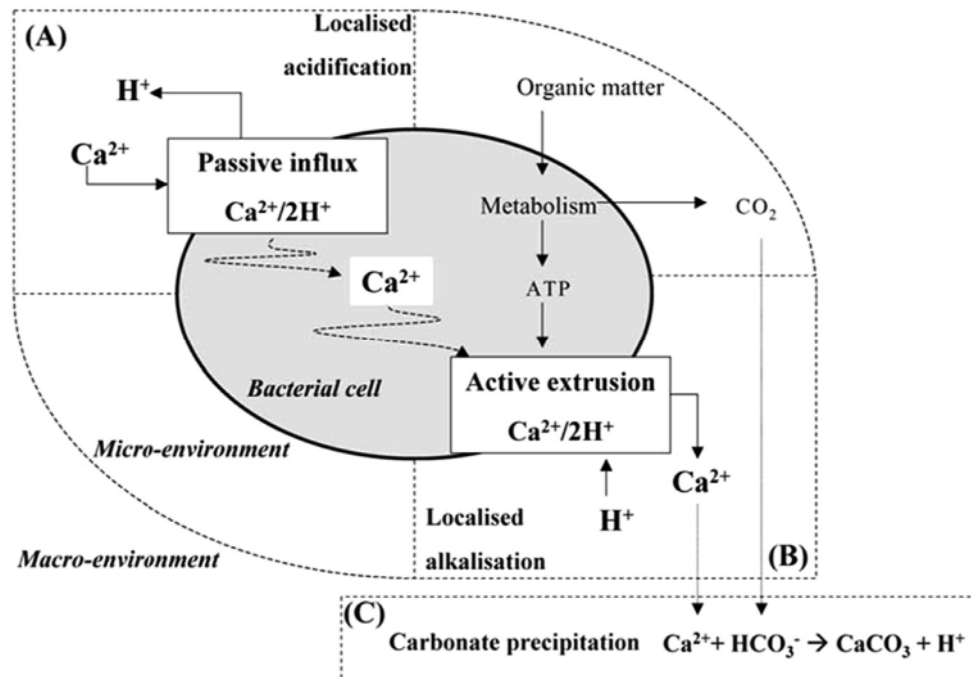 (A)
Localised
acidification
Organic matter
H⁺
Ca²⁺
Passive influx
Ca²⁺/2H⁺
Metabolism
CO₂
Ca²⁺
ATP
Bacterial cell
Active extrusion
Ca²⁺/2H⁺
Micro-environment
Ca²⁺
H⁺
Localised
alkalisation
Macro-environment
(B)
(C)
Carbonate precipitation Ca²⁺+ HCO₃⁻ → CaCO₃ + H⁺